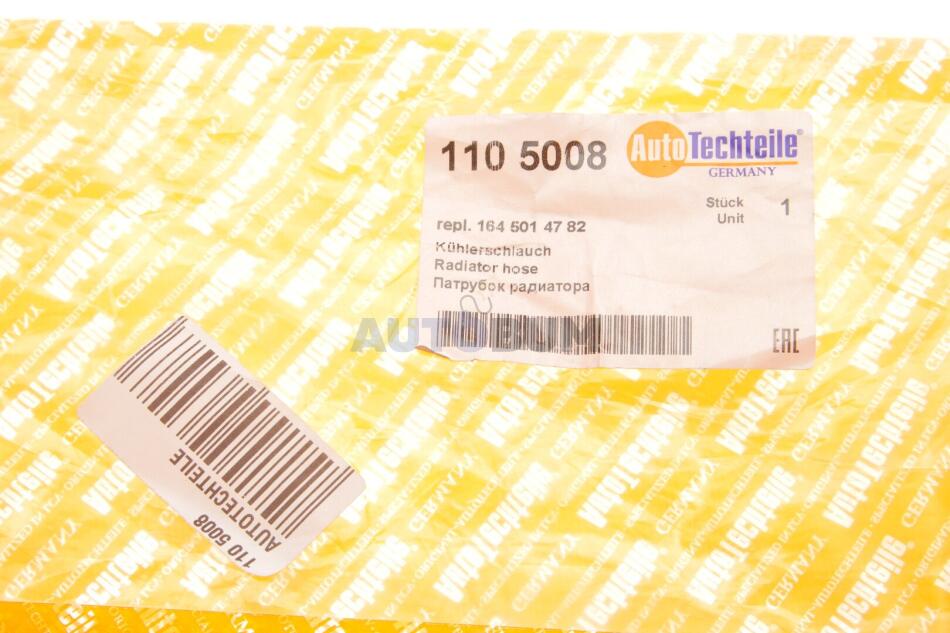 110 5008
AutoTechteile®
GERMANY
Stück
Unit
1
repl. 164 501 47 82
Kühlerschlauch
Radiator hose
Патрубок радиатора
AUTOBUM
EAC
AUTOTECHTEILE
110 5008